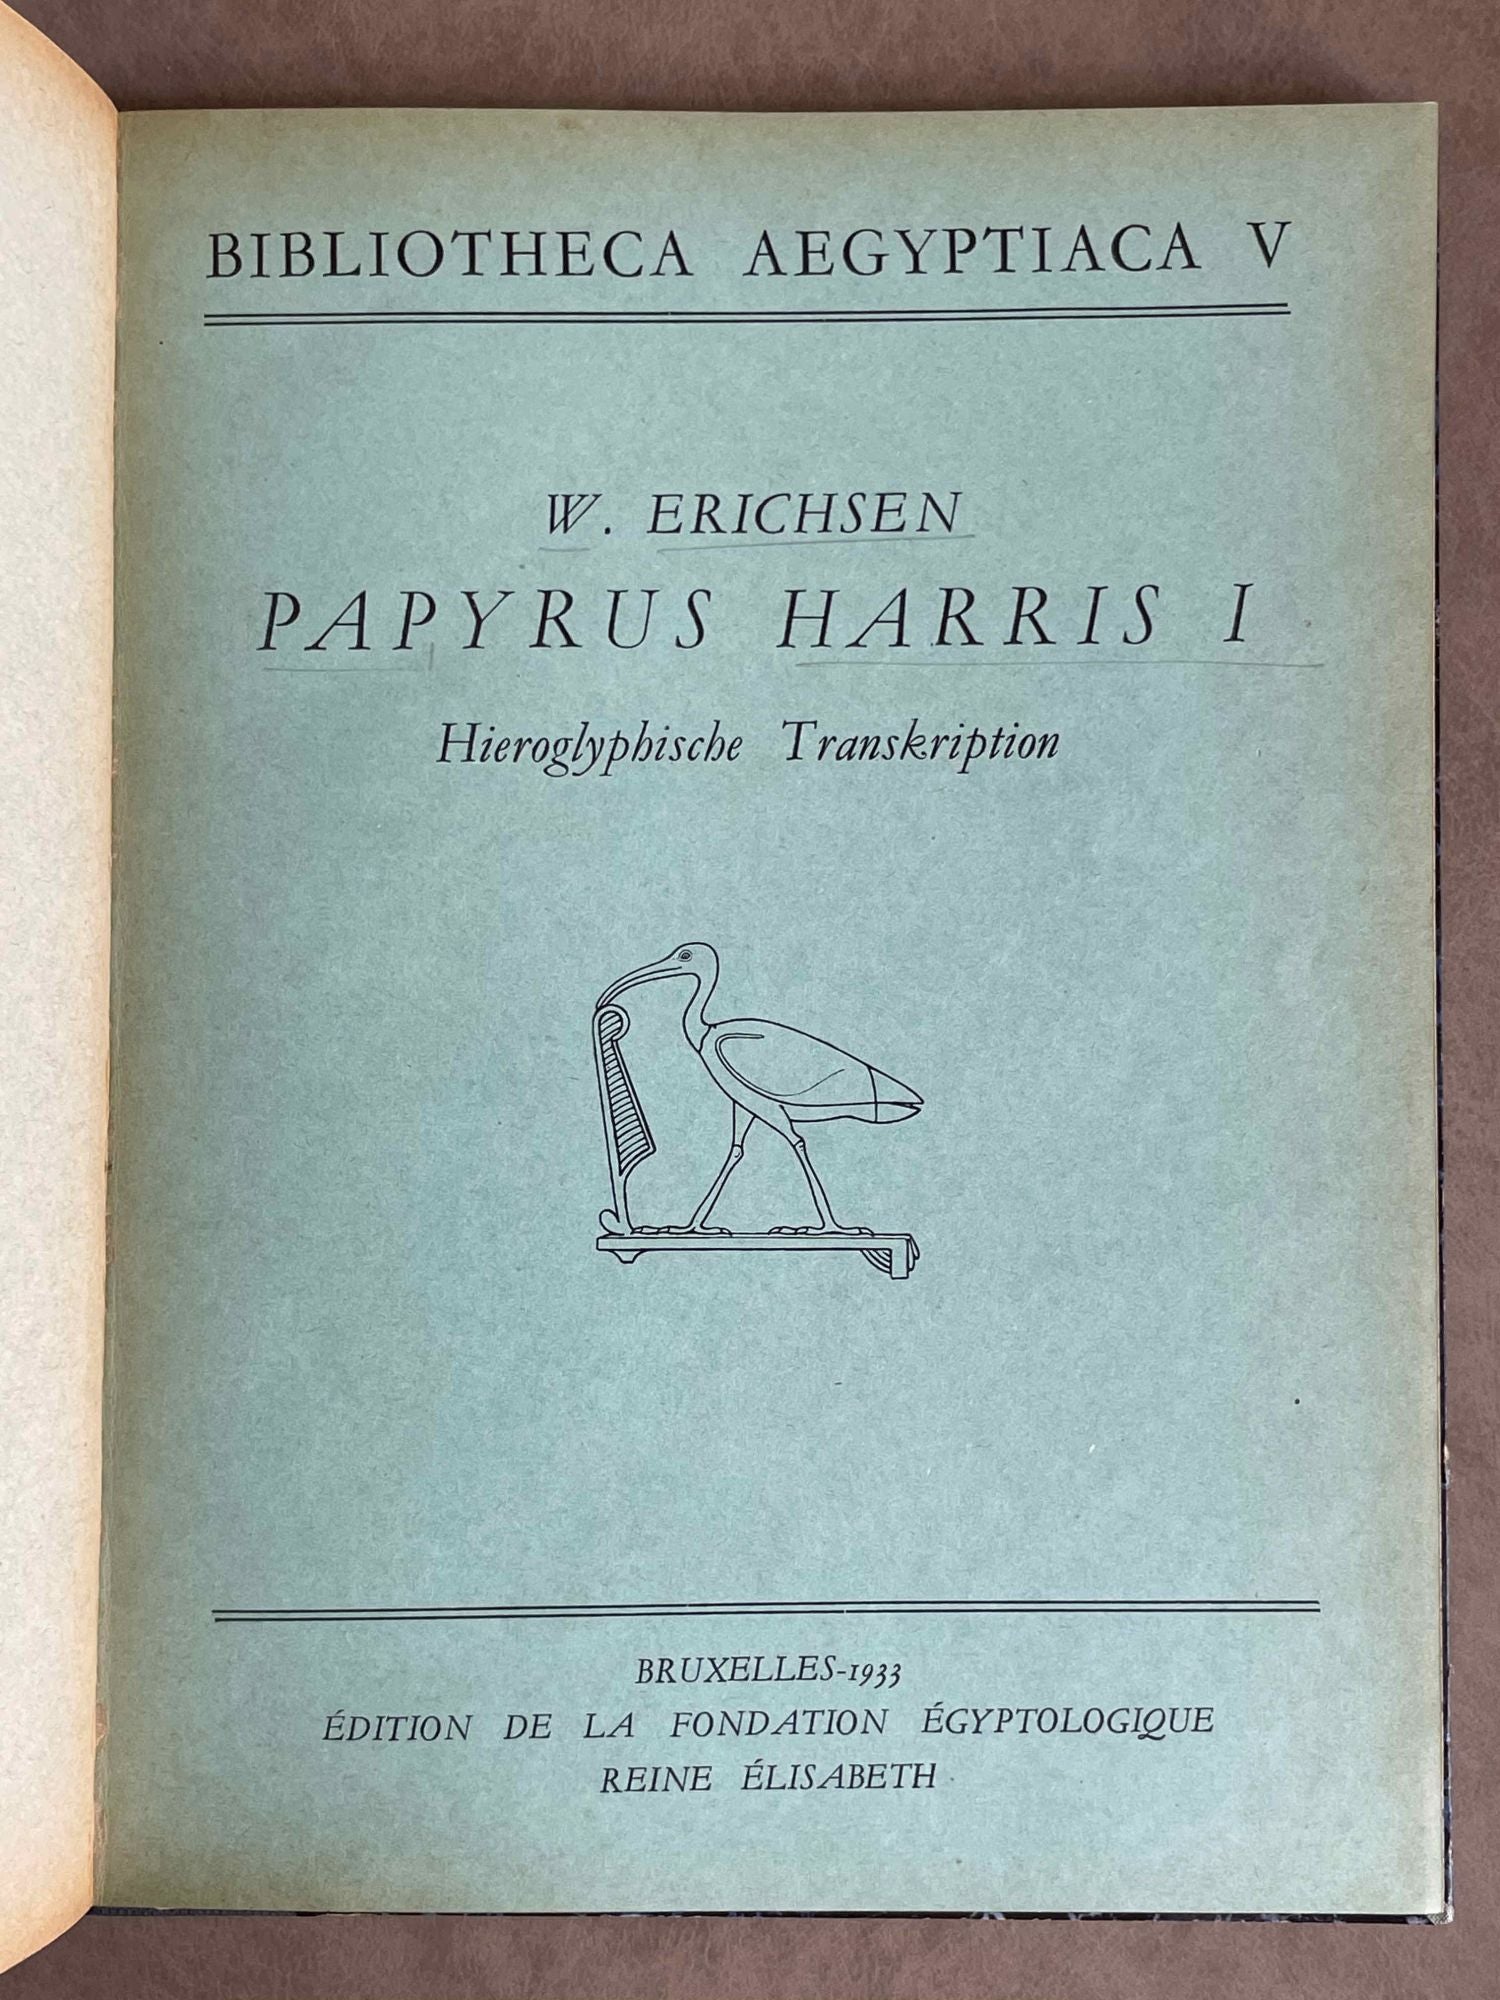 BIBLIOTHECA AEGYPTIACA V
W. ERICHSEN
PAPYRUS HARRIS I
Hieroglyphische Transkription
BRUXELLES-1933
ÉDITION DE LA FONDATION ÉGYPTOLOGIQUE
REINE ÉLISABETH